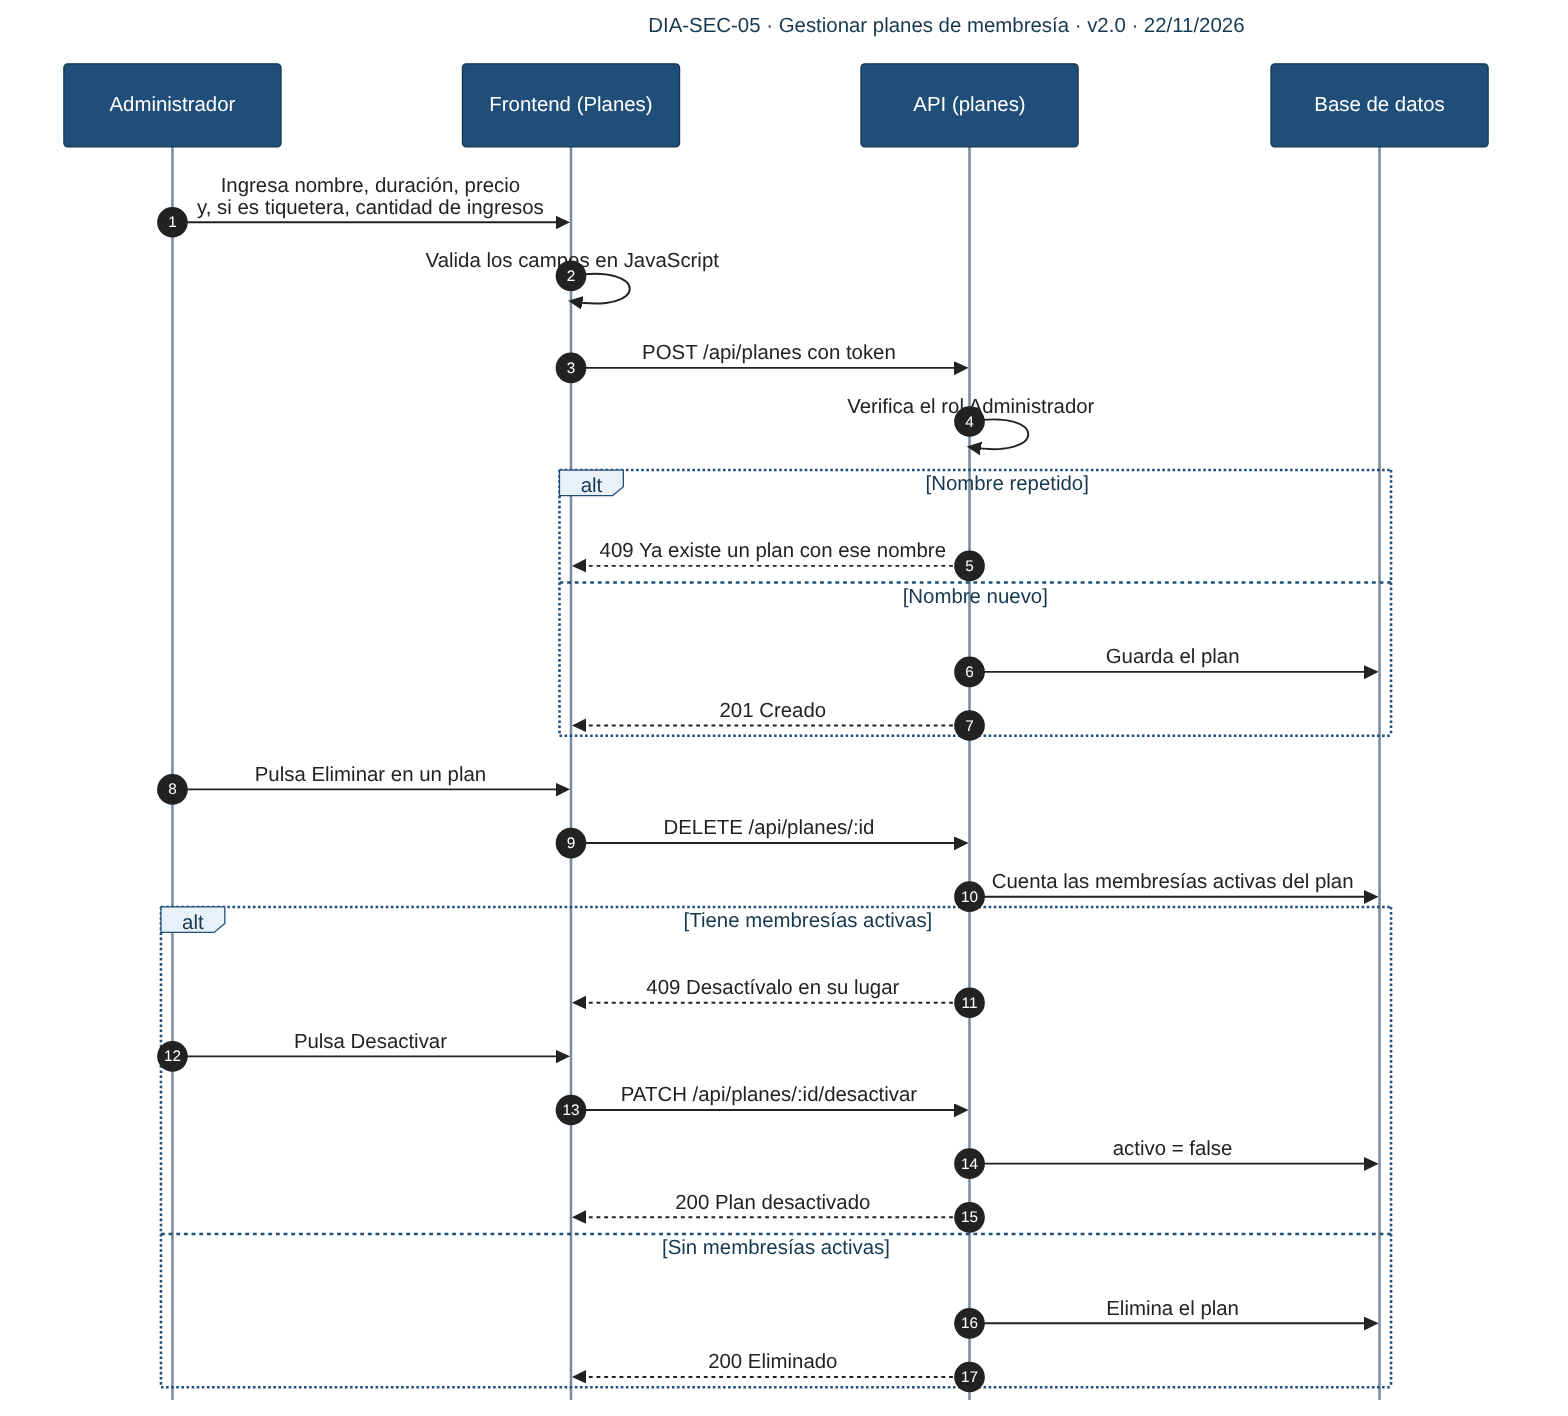 DIA-SEC-05 · Gestionar planes de membresía · v2.0 · 22/11/2026
Administrador
Frontend (Planes)
API (planes)
Base de datos
Ingresa nombre, duración, precio
y, si es tiquetera, cantidad de ingresos
1
Valida los campos en JavaScript
2
POST /api/planes con token
3
Verifica el rol Administrador
4
alt
[Nombre repetido]
409 Ya existe un plan con ese nombre
5
[Nombre nuevo]
Guarda el plan
6
201 Creado
7
Pulsa Eliminar en un plan
8
DELETE /api/planes/:id
9
Cuenta las membresías activas del plan
10
alt
[Tiene membresías activas]
409 Desactívalo en su lugar
11
Pulsa Desactivar
12
PATCH /api/planes/:id/desactivar
13
activo = false
14
200 Plan desactivado
15
[Sin membresías activas]
Elimina el plan
16
200 Eliminado
17